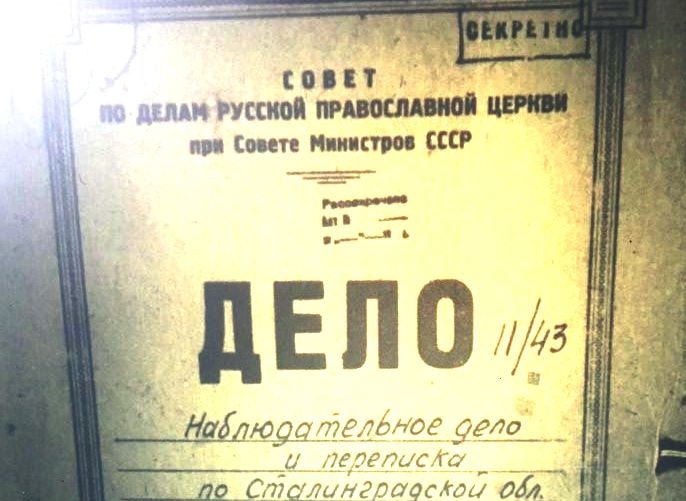 СЕКРЕТНО
СОВЕТ
ПО ДЕЛАМ РУССКОЙ ПРАВОСЛАВНОЙ ЦЕРКВИ
при Совете Министров СССР
Рассекречено
ДЕЛО 11/43
Наблюдательное дело
и переписка
по Сталинградской обл.